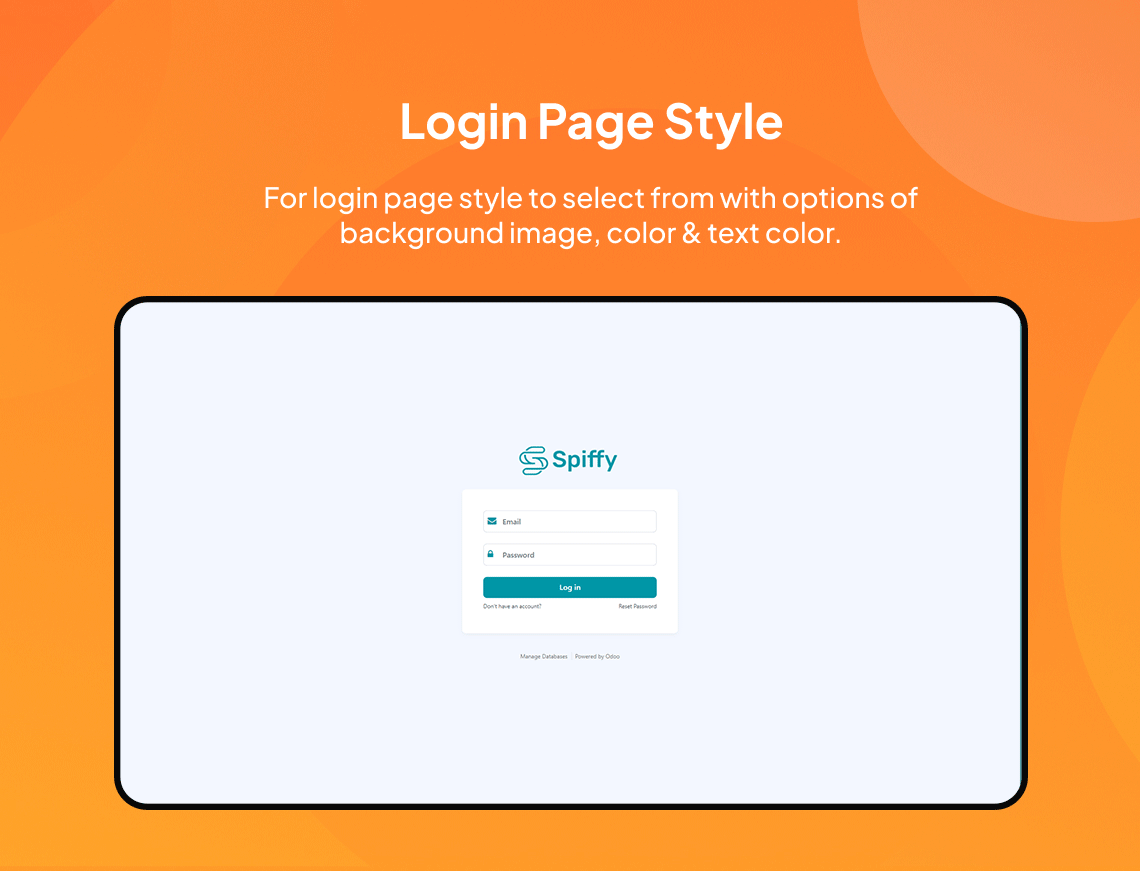 Login Page Style
For login page style to select from with options of
background image, color & text color.
Spiffy
Email
Password
Log in
Don't have an account? Reset Password
Manage Databases | Powered by Odoo